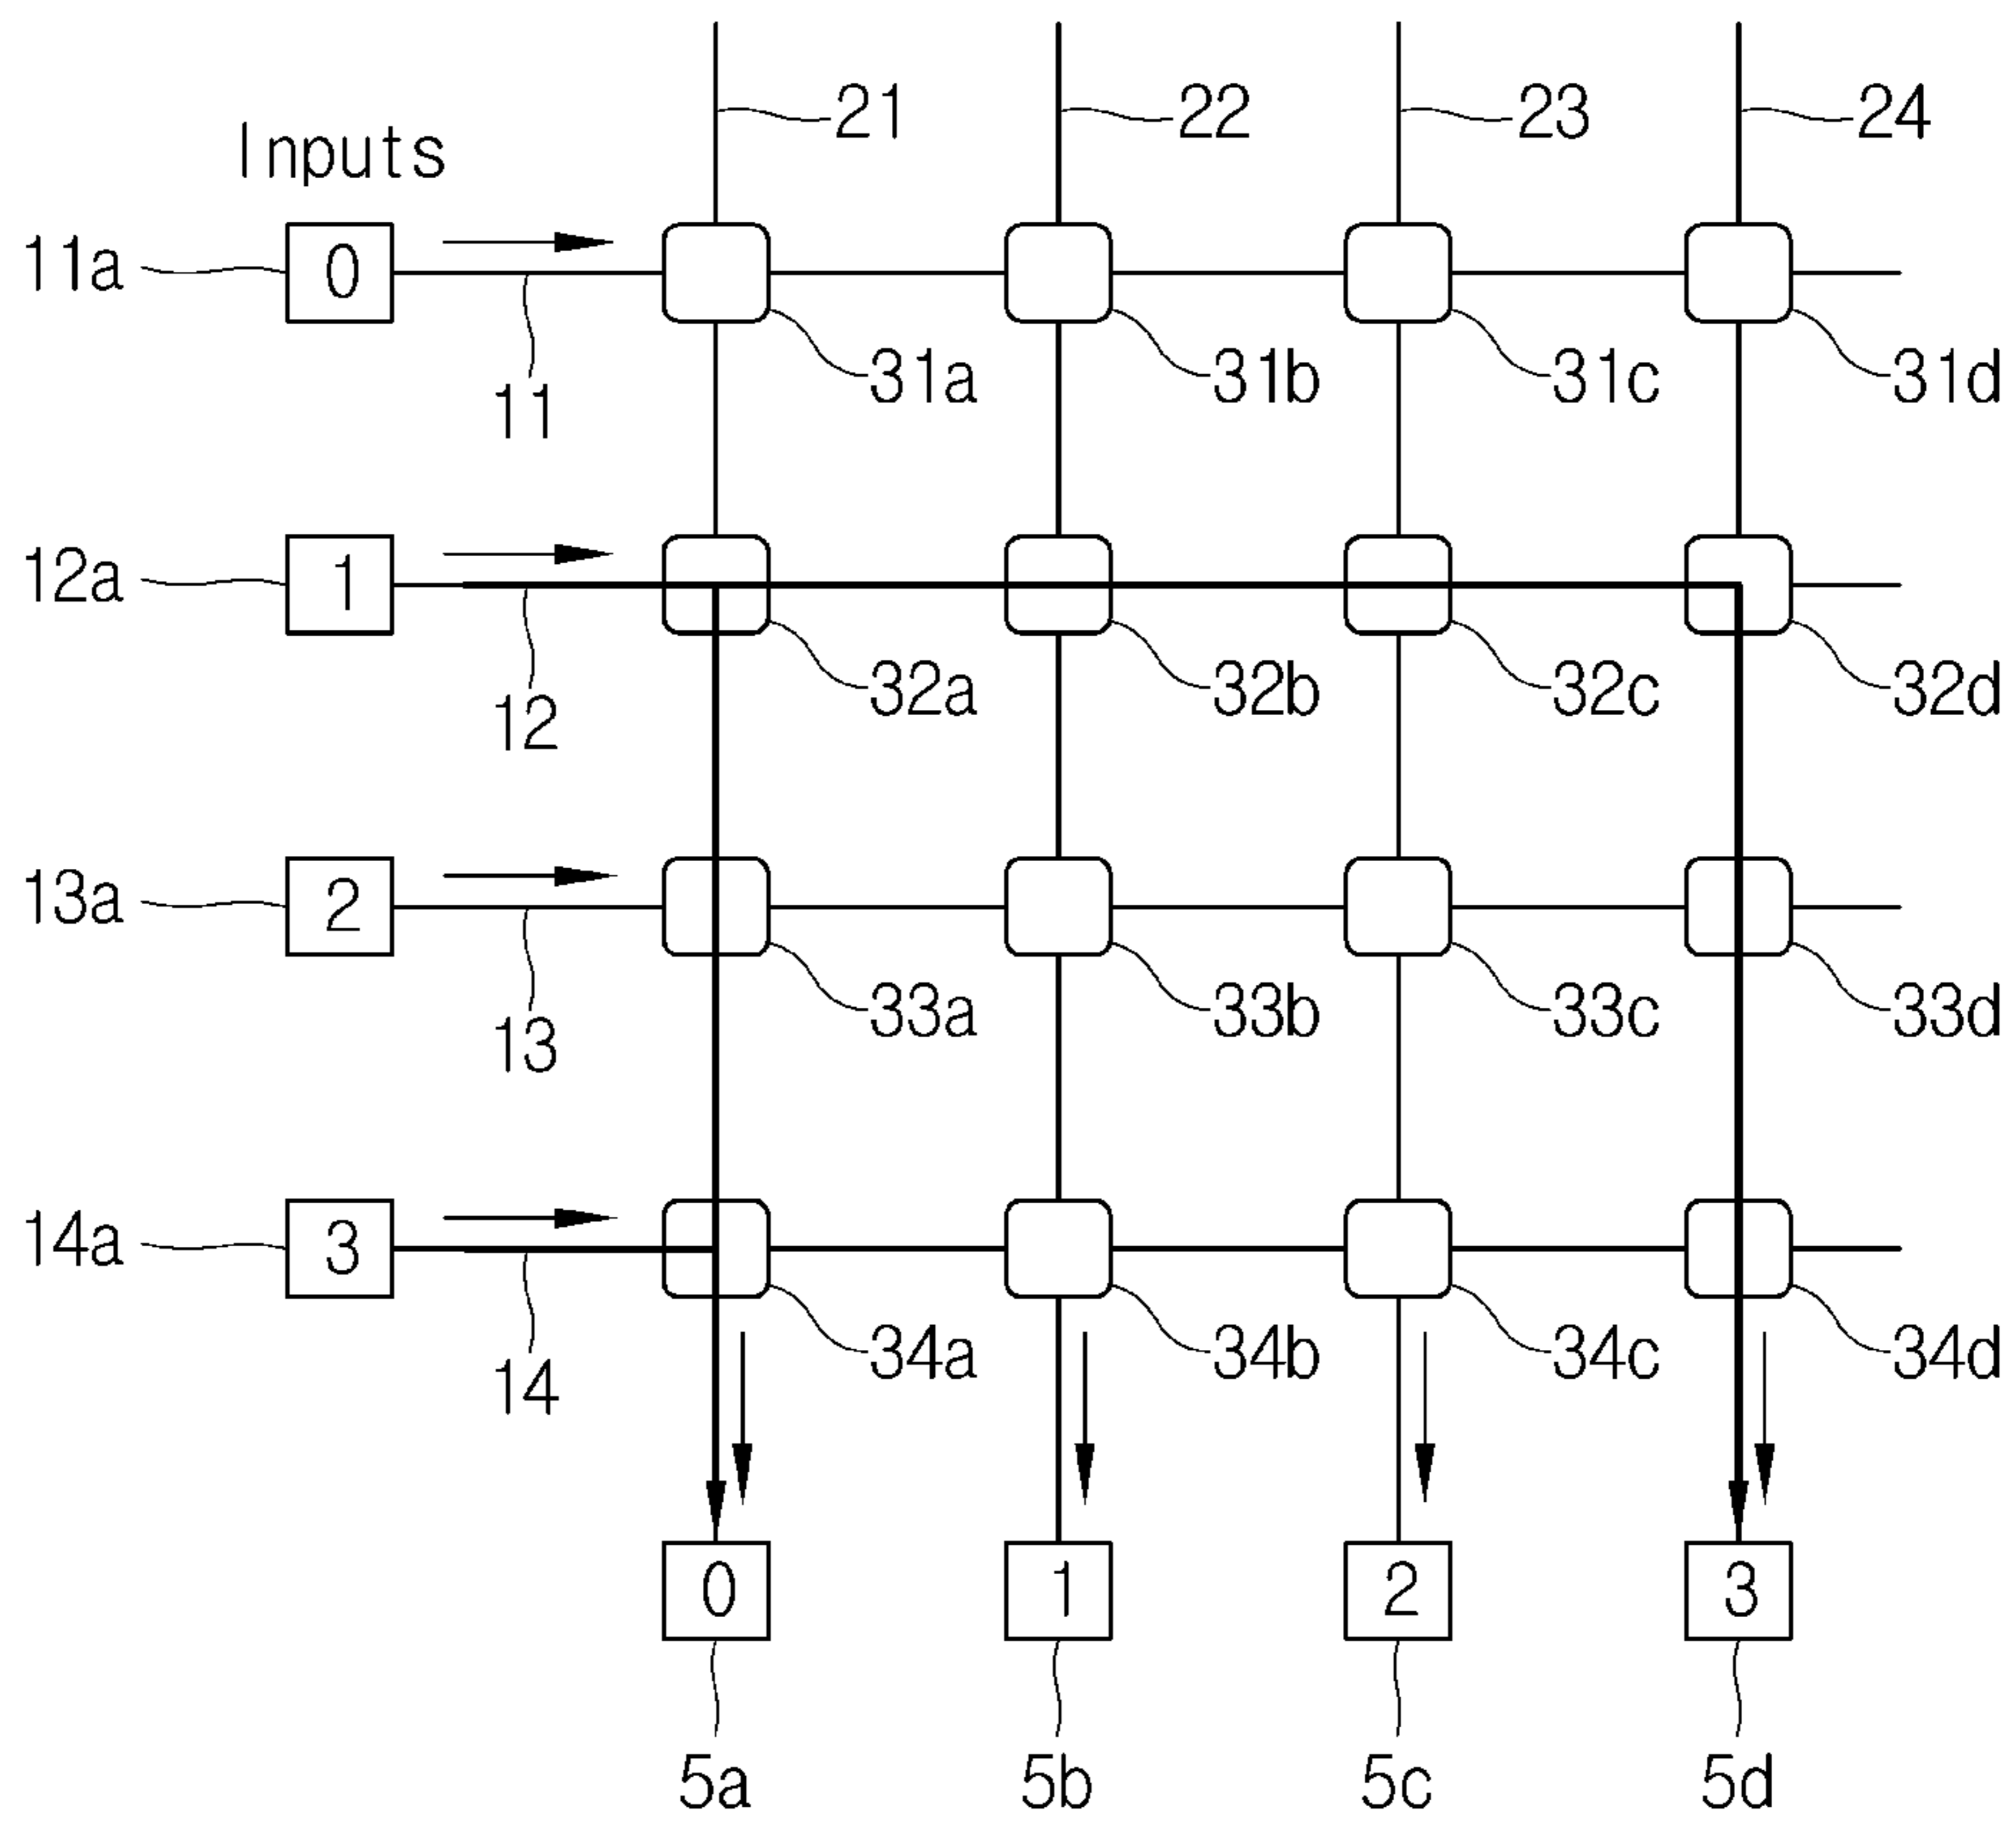 21 22 23 24
Inputs
11a 0
11 31a 31b 31c 31d
12a 1
12 32a 32b 32c 32d
13a 2
13 33a 33b 33c 33d
14a 3
14 34a 34b 34c 34d
0 1 2 3
5a 5b 5c 5d